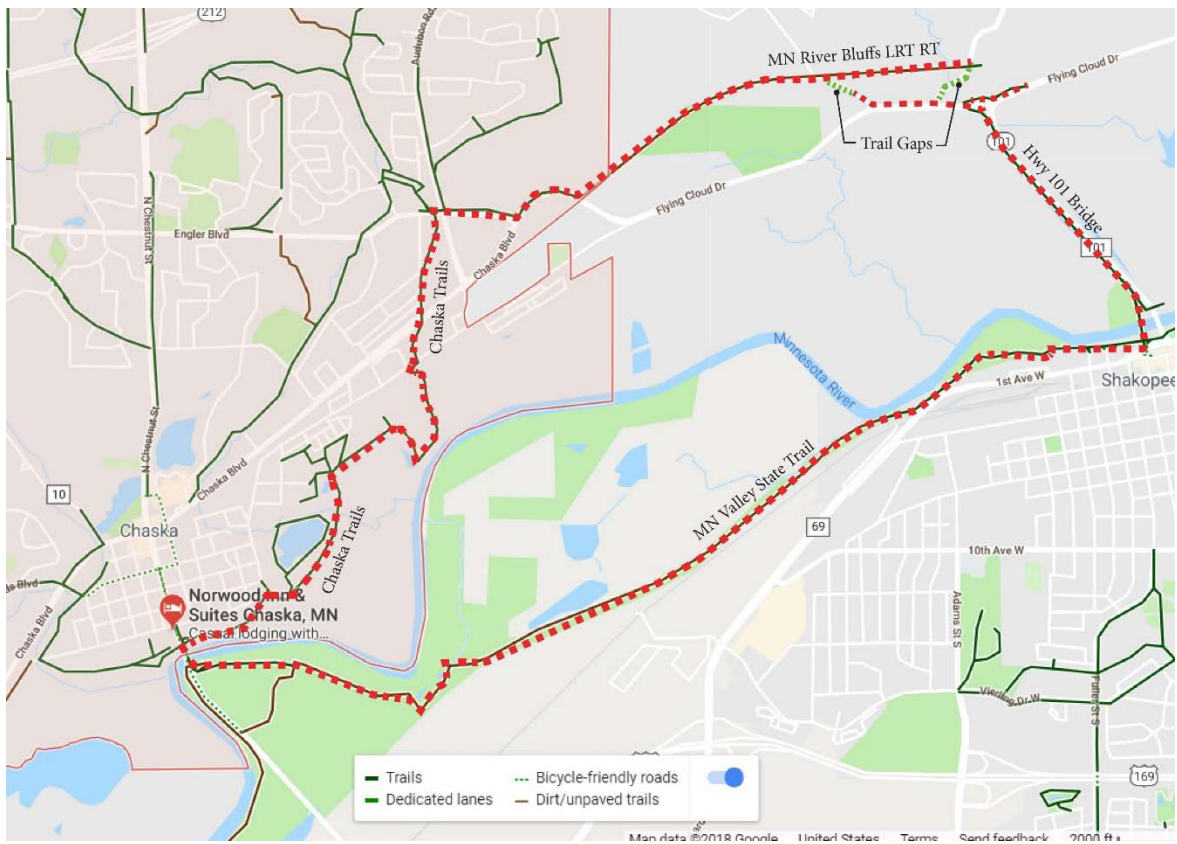 212
Audubon Rd.
MN River Bluffs LRT RT
Flying Cloud Dr
Trail Gaps
101
Hwy 101 Bridge
101
N Chestnut St
Engler Blvd
Flying Cloud Dr
Chaska Blvd
Chaska Trails
Minnesota River
1st Ave W
Shakopee
N Chestnut St
Chaska Blvd
10
Chaska
MN Valley State Trail
69
10th Ave W
Chaska Trails
Norwood Inn &
Suites Chaska, MN
Casual lodging with...
Chaska Blvd
Adams St S
Vierling Dr W
Fuller St S
169
Trails
Bicycle-friendly roads
Dedicated lanes
Dirt/unpaved trails
Map data ©2018 Google United States Terms Send feedback 2000 ft